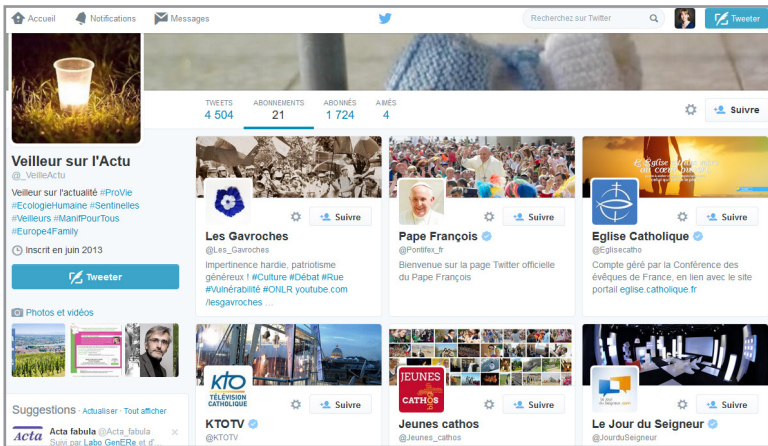 Accueil Notifications Messages Recherchez sur Twitter Tweeter
TWEETS ABONNEMENTS ABONNÉS AIMÉS
4 504 21 1 724 4
Suivre
Veilleur sur l'Actu
@_VeilleActu
Veilleur sur l'actualité #ProVie
#EcologieHumaine #Sentinelles
#Veilleurs #ManifPourTous
#Europe4Family
Inscrit en juin 2013
Tweeter
Photos et vidéos
Suggestions · Actualiser · Tout afficher
Acta
Acta fabula @Acta_fabula
Suivi par Labo GenERe et d'...
Suivre
Les Gavroches
@Les_Gavroches
Impertinence hardie, patriotisme
généreux ! #Culture #Débat #Rue
#Vulnérabilité #ONLR youtube.com
/lesgavroches ...
Suivre
Pape François
@Pontifex_fr
Bienvenue sur la page Twitter officielle
du Pape François
Suivre
Eglise Catholique
@Eglisecatho
Compte géré par la Conférence des
évêques de France, en lien avec le site
portail eglise.catholique.fr
KTO
TÉLÉVISION
CATHOLIQUE
Suivre
KTOTV
@KTOTV
JEUNES
CATHOS
Suivre
Jeunes cathos
@Jeunes_cathos
Suivre
Le Jour du Seigneur
@JourduSeigneur